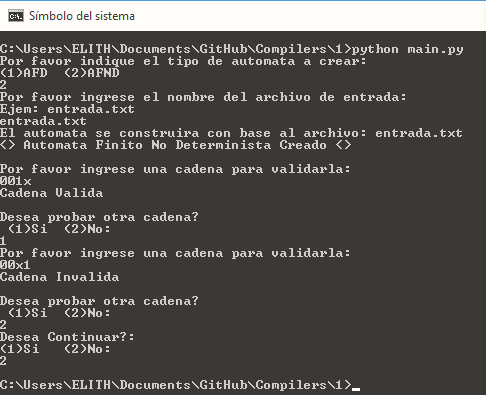 Símbolo del sistema
C:\Users\ELITH\Documents\GitHub\Compilers\1>python main.py
Por favor indique el tipo de automata a crear:
(1)AFD  (2)AFND
2
Por favor ingrese el nombre del archivo de entrada:
Ejem: entrada.txt
entrada.txt
El automata se construira con base al archivo: entrada.txt
<> Automata Finito No Determinista Creado <>
Por favor ingrese una cadena para validarla:
001x
Cadena Valida
Desea probar otra cadena?
(1)Si  (2)No:
1
Por favor ingrese una cadena para validarla:
00x1
Cadena Invalida
Desea probar otra cadena?
(1)Si  (2)No:
2
Desea Continuar?:
(1)Si   (2)No:
2
C:\Users\ELITH\Documents\GitHub\Compilers\1>